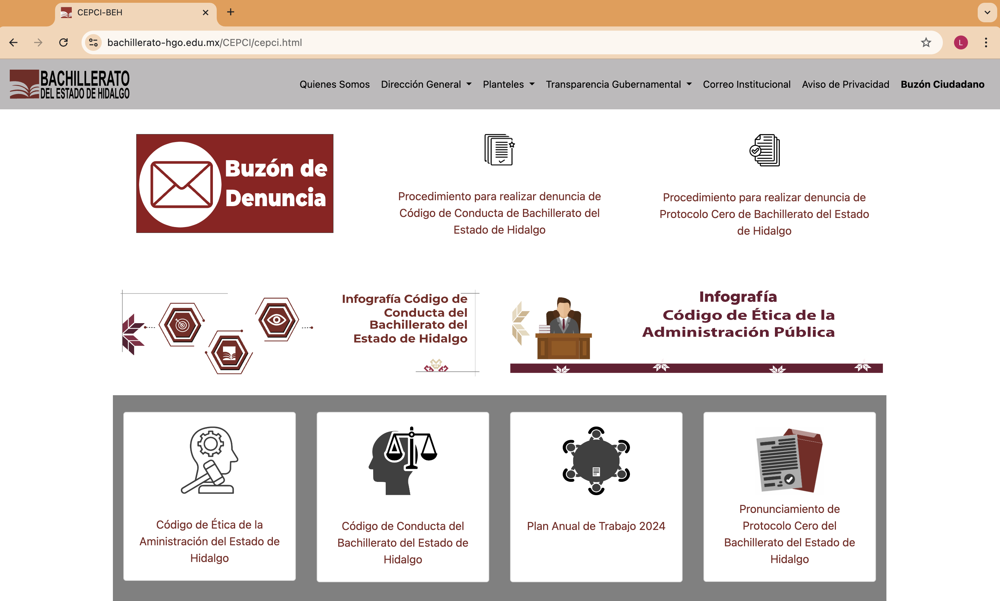 CEPCI-BEH
bachillerato-hgo.edu.mx/CEPCI/cepci.html
L
BACHILLERATO
DEL ESTADO DE HIDALGO
Quienes Somos Dirección General Planteles Transparencia Gubernamental Correo Institucional Aviso de Privacidad Buzón Ciudadano
Buzón de
Denuncia
Procedimiento para realizar denuncia de
Código de Conducta de Bachillerato del
Estado de Hidalgo
Procedimiento para realizar denuncia de
Protocolo Cero de Bachillerato del Estado
de Hidalgo
Infografía Código de
Conducta del
Bachillerato del
Estado de Hidalgo
Infografía
Código de Ética de la
Administración Pública
Código de Ética de la
Aministración del Estado de
Hidalgo
Código de Conducta del
Bachillerato del Estado de
Hidalgo
Plan Anual de Trabajo 2024
Pronunciamiento de
Protocolo Cero del
Bachillerato del Estado de
Hidalgo